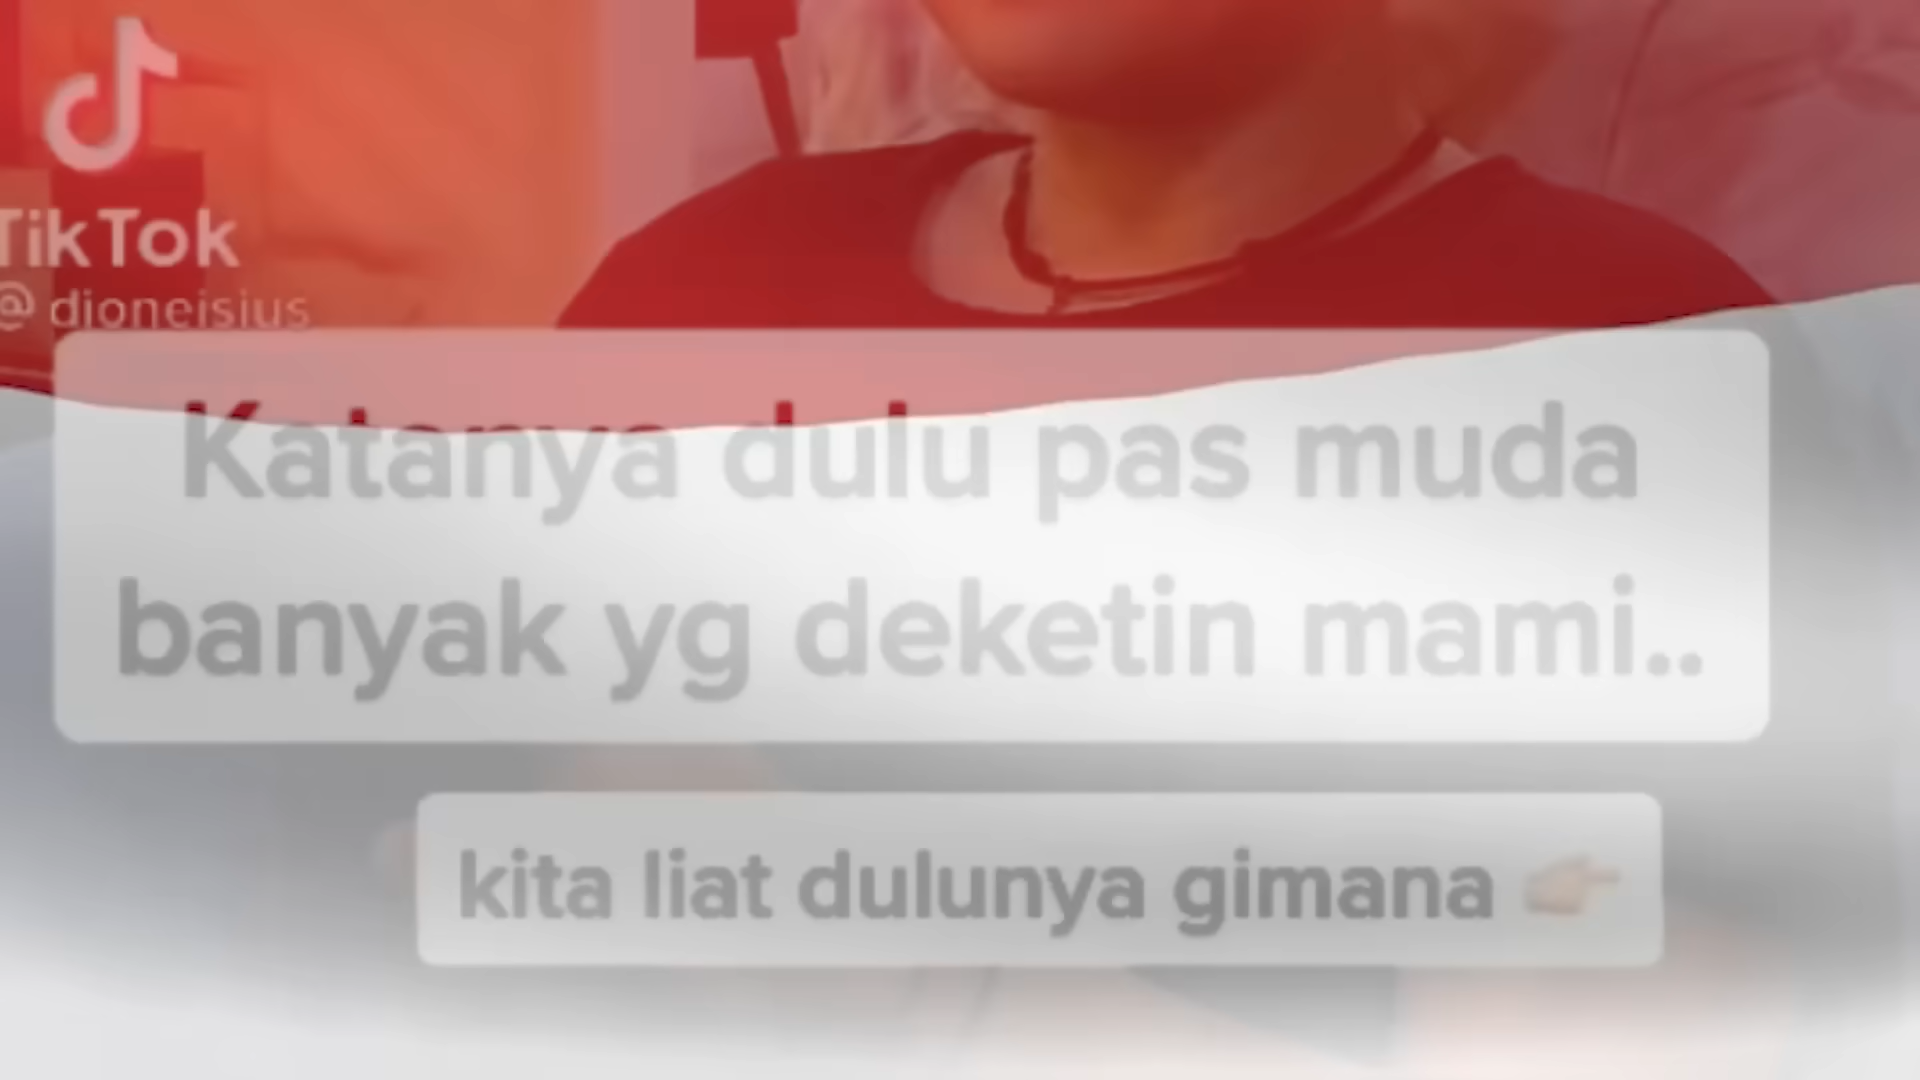 TikTok
@dioneisius
Katanya dulu pas muda
banyak yg deketin mami..
kita liat dulunya gimana 👉🏻